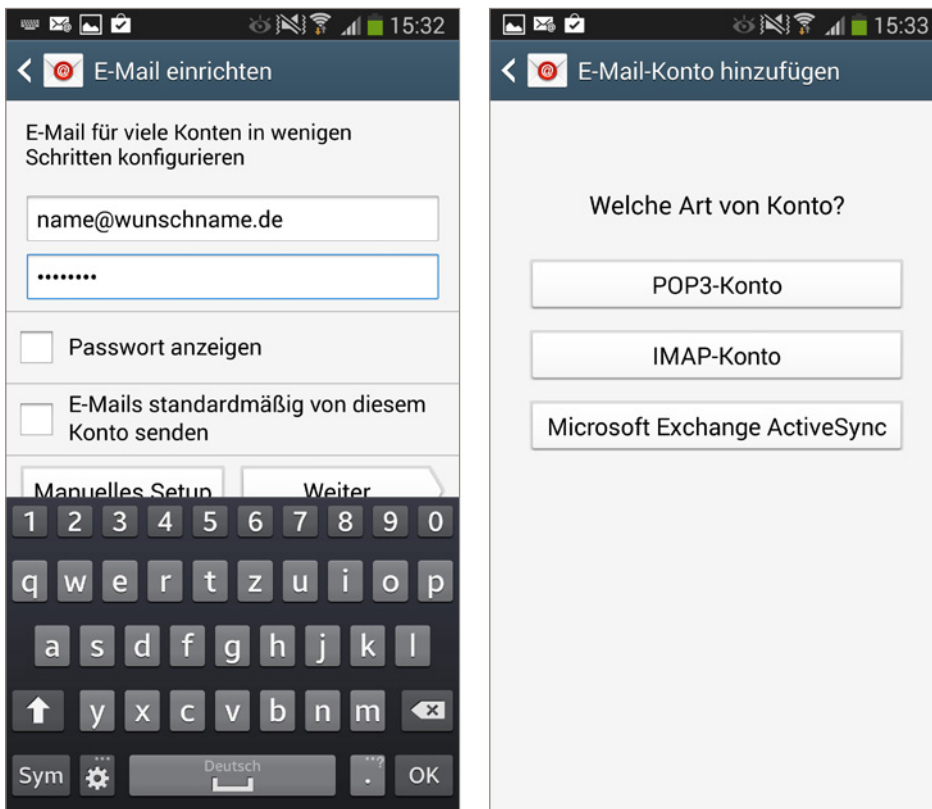 15:32
E-Mail einrichten
E-Mail für viele Konten in wenigen
Schritten konfigurieren
name@wunschname.de
••••••••
Passwort anzeigen
E-Mails standardmäßig von diesem
Konto senden
Manuelles Setup
Weiter
1 2 3 4 5 6 7 8 9 0
q w e r t z u i o p
a s d f g h j k l
y x c v b n m
Sym
Deutsch
...?
.
OK
15:33
E-Mail-Konto hinzufügen
Welche Art von Konto?
POP3-Konto
IMAP-Konto
Microsoft Exchange ActiveSync